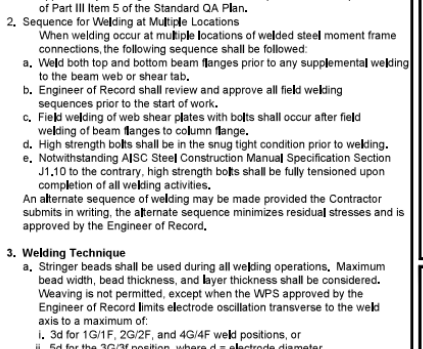 of Part III Item 5 of the Standard QA Plan.
2. Sequence for Welding at Multiple Locations
When welding occur at multiple locations of welded steel moment frame
connections, the following sequence shall be followed:
a. Weld both top and bottom beam flanges prior to any supplemental welding
to the beam web or shear tab.
b. Engineer of Record shall review and approve all field welding
sequences prior to the start of work.
c. Field welding of web shear plates with bolts shall occur after field
welding of beam flanges to column flange.
d. High strength bolts shall be in the snug tight condition prior to welding.
e. Notwithstanding AISC Steel Construction Manual Specification Section
J1.10 to the contrary, high strength bolts shall be fully tensioned upon
completion of all welding activities.
An alternate sequence of welding may be made provided the Contractor
submits in writing, the alternate sequence minimizes residual stresses and is
approved by the Engineer of Record.
3. Welding Technique
a. Stringer beads shall be used during all welding operations. Maximum
bead width, bead thickness, and layer thickness shall be considered.
Weaving is not permitted, except when the WPS approved by the
Engineer of Record limits electrode oscillation transverse to the weld
axis to a maximum of:
i. 3d for 1G/1F, 2G/2F, and 4G/4F weld positions, or
ii. 5d for the 3G/3f position, where d = electrode diameter